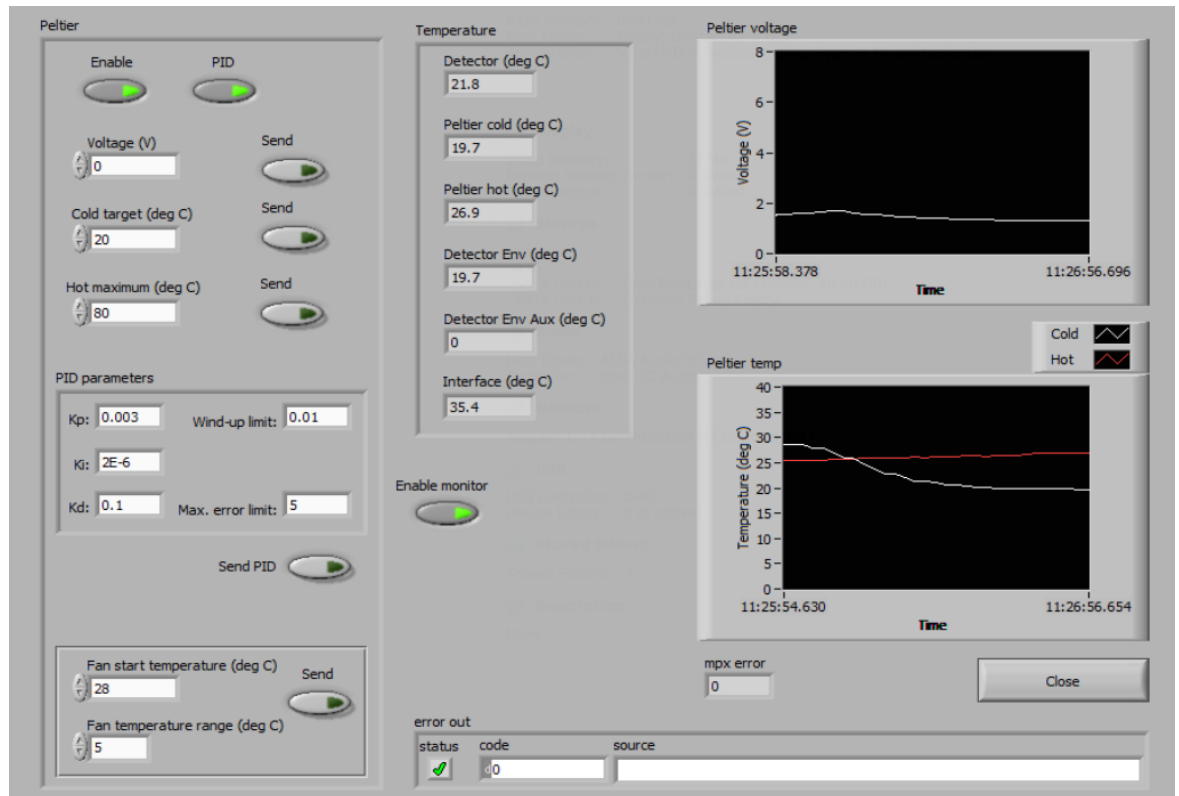 Peltier
Enable PID
Voltage (V) Send
0
Cold target (deg C) Send
20
Hot maximum (deg C) Send
80
PID parameters
Kp: 0.003 Wind-up limit: 0.01
Ki: 2E-6
Kd: 0.1 Max. error limit: 5
Send PID
Fan start temperature (deg C) Send
28
Fan temperature range (deg C)
5
Temperature
Detector (deg C)
21.8
Peltier cold (deg C)
19.7
Peltier hot (deg C)
26.9
Detector Env (deg C)
19.7
Detector Env Aux (deg C)
0
Interface (deg C)
35.4
Enable monitor
Peltier voltage
Voltage (V)
8
6
4
2
0
11:25:58.378 11:26:56.696
Time
Cold
Hot
Peltier temp
Temperature (deg C)
40
35
30
25
20
15
10
5
0
11:25:54.630 11:26:56.654
Time
mpx error
0
Close
error out
status code source
d0